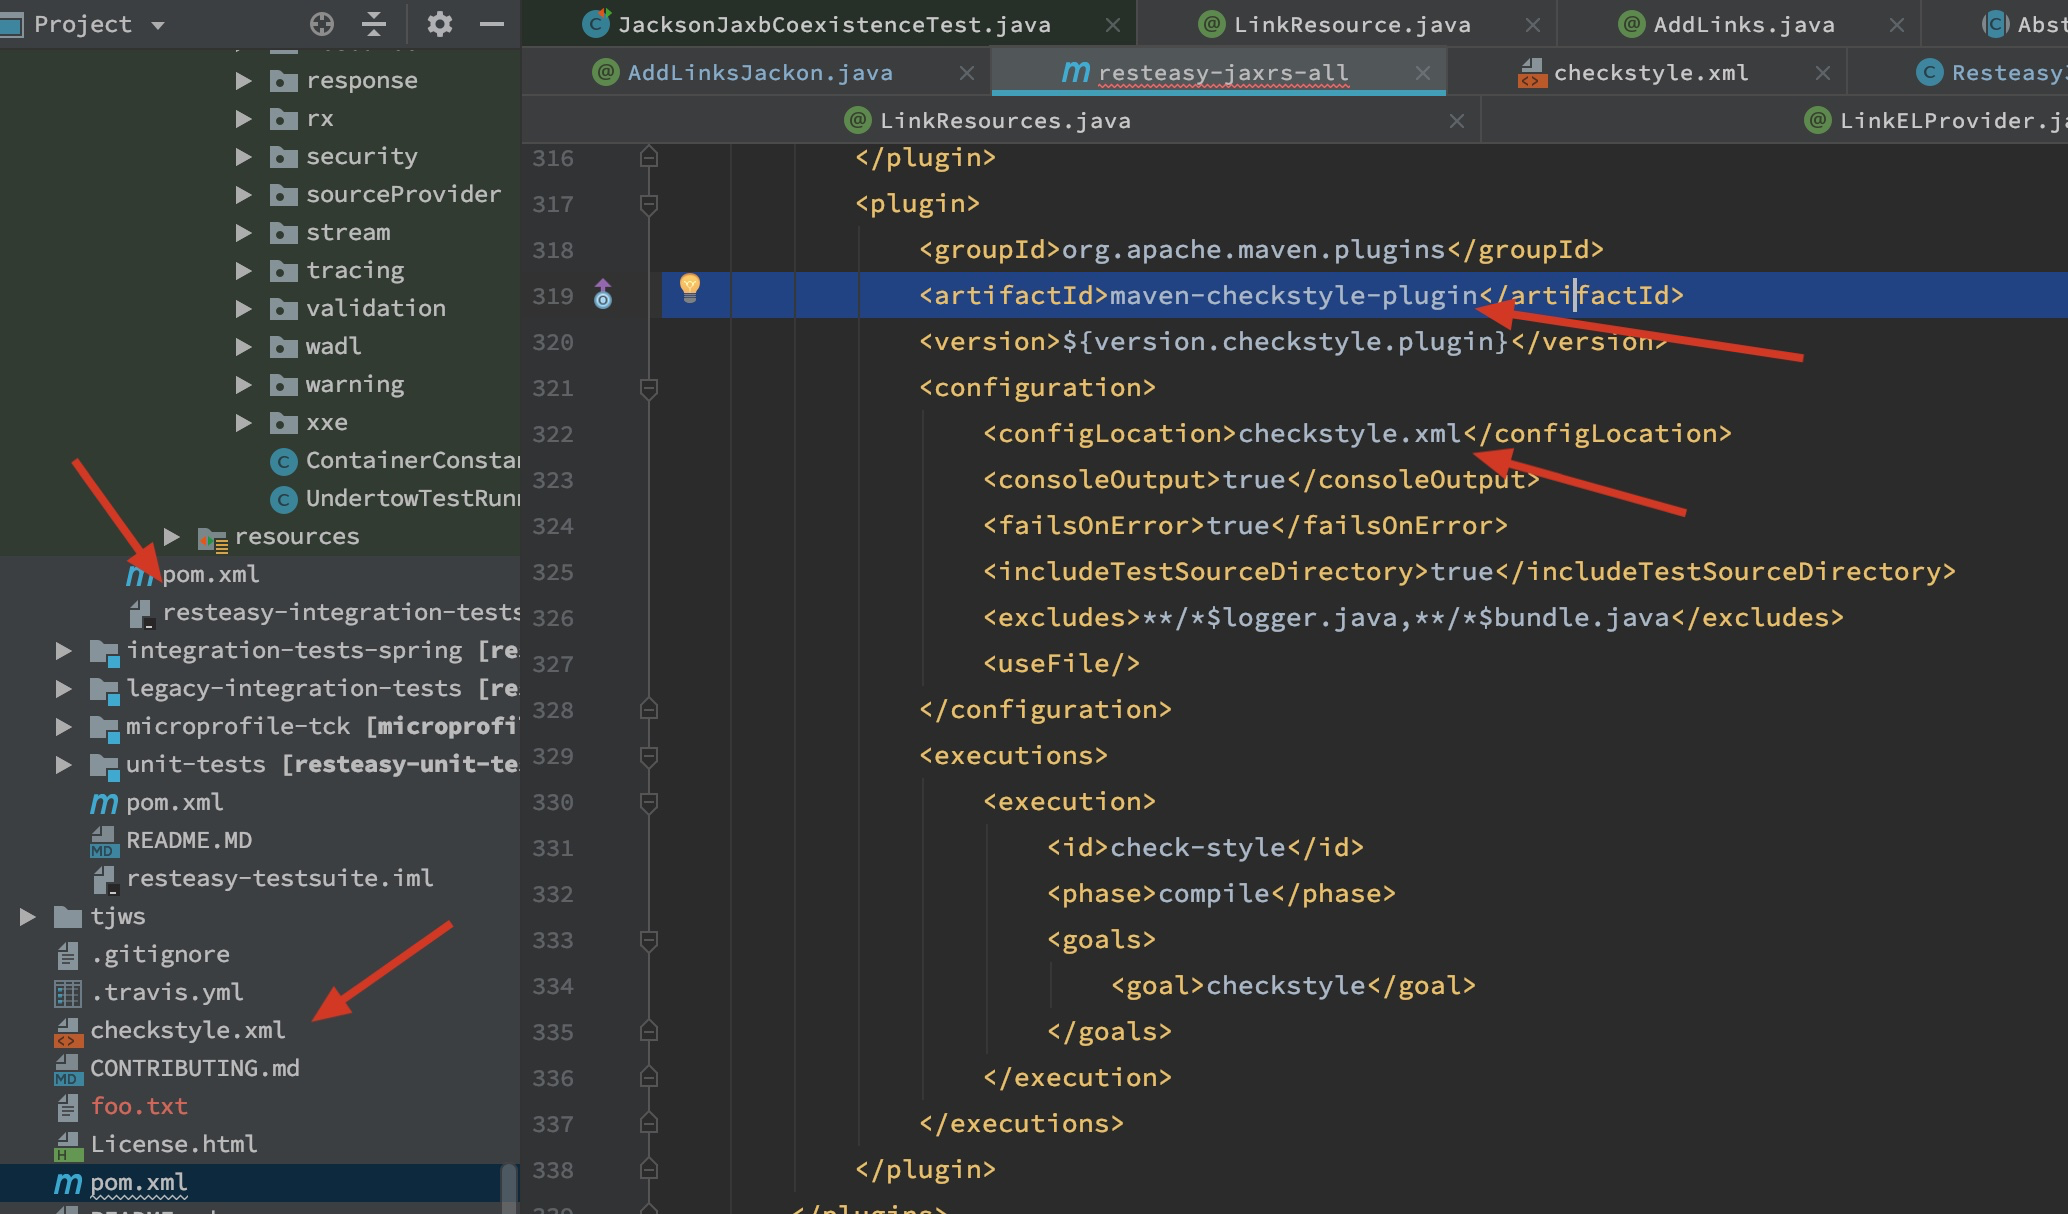 Project
response
rx
security
sourceProvider
stream
tracing
validation
wadl
warning
xxe
ContainerConstan
UndertowTestRunn
resources
pom.xml
resteasy-integration-tests
integration-tests-spring [re
legacy-integration-tests [re
microprofile-tck [microprofi
unit-tests [resteasy-unit-te
pom.xml
README.MD
resteasy-testsuite.iml
tjws
.gitignore
.travis.yml
checkstyle.xml
CONTRIBUTING.md
foo.txt
License.html
pom.xml
JacksonJaxbCoexistenceTest.java LinkResource.java AddLinks.java Abst
AddLinksJackon.java resteasy-jaxrs-all checkstyle.xml Resteasy
LinkResources.java LinkELProvider.ja
316 </plugin>
317 <plugin>
318 <groupId>org.apache.maven.plugins</groupId>
319 <artifactId>maven-checkstyle-plugin</artifactId>
320 <version>${version.checkstyle.plugin}</version>
321 <configuration>
322 <configLocation>checkstyle.xml</configLocation>
323 <consoleOutput>true</consoleOutput>
324 <failsOnError>true</failsOnError>
325 <includeTestSourceDirectory>true</includeTestSourceDirectory>
326 <excludes>**/*$logger.java,**/*$bundle.java</excludes>
327 <useFile/>
328 </configuration>
329 <executions>
330 <execution>
331 <id>check-style</id>
332 <phase>compile</phase>
333 <goals>
334 <goal>checkstyle</goal>
335 </goals>
336 </execution>
337 </executions>
338 </plugin>
339 </plugins>